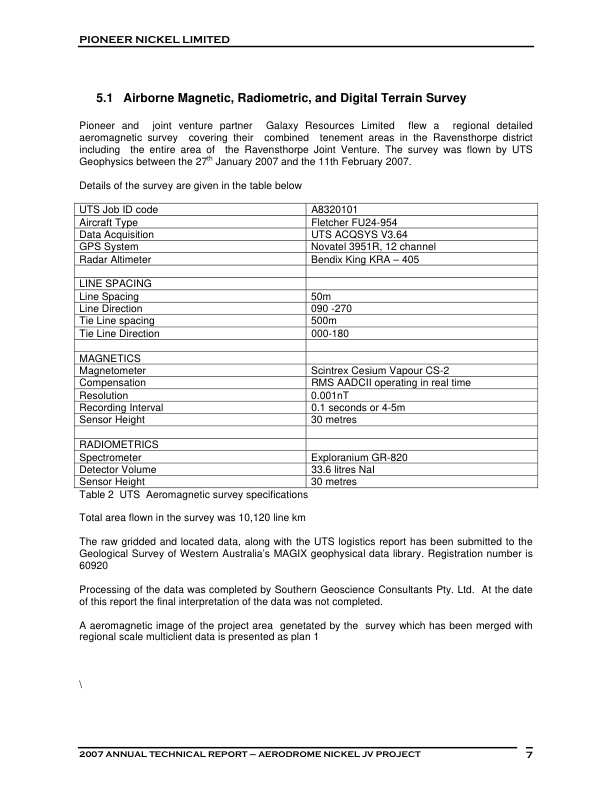 PIONEER NICKEL LIMITED
5.1 Airborne Magnetic, Radiometric, and Digital Terrain Survey
Pioneer and joint venture partner Galaxy Resources Limited flew a regional detailed
aeromagnetic survey covering their combined tenement areas in the Ravensthorpe district
including the entire area of the Ravensthorpe Joint Venture. The survey was flown by UTS
Geophysics between the 27th January 2007 and the 11th February 2007.
Details of the survey are given in the table below
UTS Job ID code A8320101
Aircraft Type Fletcher FU24-954
Data Acquisition UTS ACQSYS V3.64
GPS System Novatel 3951R, 12 channel
Radar Altimeter Bendix King KRA – 405
LINE SPACING
Line Spacing 50m
Line Direction 090 -270
Tie Line spacing 500m
Tie Line Direction 000-180
MAGNETICS
Magnetometer Scintrex Cesium Vapour CS-2
Compensation RMS AADCII operating in real time
Resolution 0.001nT
Recording Interval 0.1 seconds or 4-5m
Sensor Height 30 metres
RADIOMETRICS
Spectrometer Exploranium GR-820
Detector Volume 33.6 litres NaI
Sensor Height 30 metres
Table 2 UTS Aeromagnetic survey specifications
Total area flown in the survey was 10,120 line km
The raw gridded and located data, along with the UTS logistics report has been submitted to the
Geological Survey of Western Australia's MAGIX geophysical data library. Registration number is
60920
Processing of the data was completed by Southern Geoscience Consultants Pty. Ltd. At the date
of this report the final interpretation of the data was not completed.
A aeromagnetic image of the project area genetated by the survey which has been merged with
regional scale multiclient data is presented as plan 1
\
2007 ANNUAL TECHNICAL REPORT – AERODROME NICKEL JV PROJECT 7